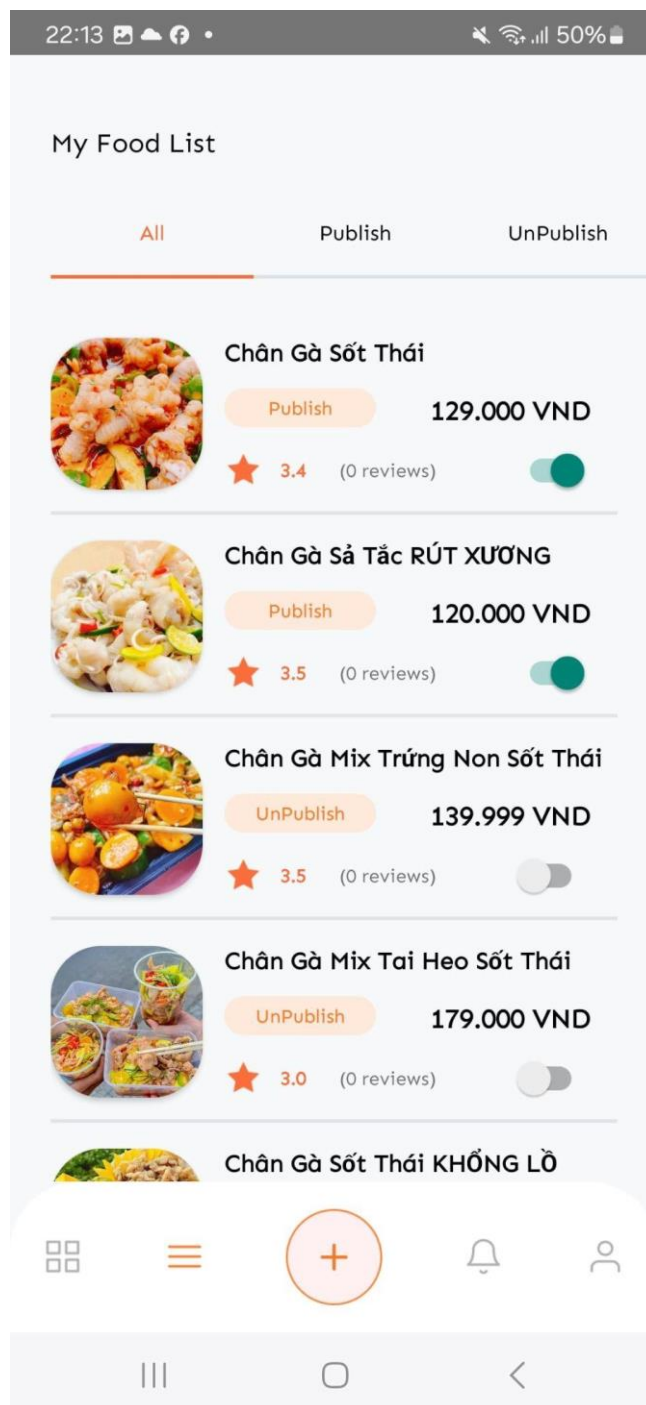 22:13
50%
My Food List
All Publish UnPublish
Chân Gà Sốt Thái
Publish 129.000 VND
3.4 (0 reviews)
Chân Gà Sả Tắc RÚT XƯƠNG
Publish 120.000 VND
3.5 (0 reviews)
Chân Gà Mix Trứng Non Sốt Thái
UnPublish 139.999 VND
3.5 (0 reviews)
Chân Gà Mix Tai Heo Sốt Thái
UnPublish 179.000 VND
3.0 (0 reviews)
Chân Gà Sốt Thái KHỔNG LỒ